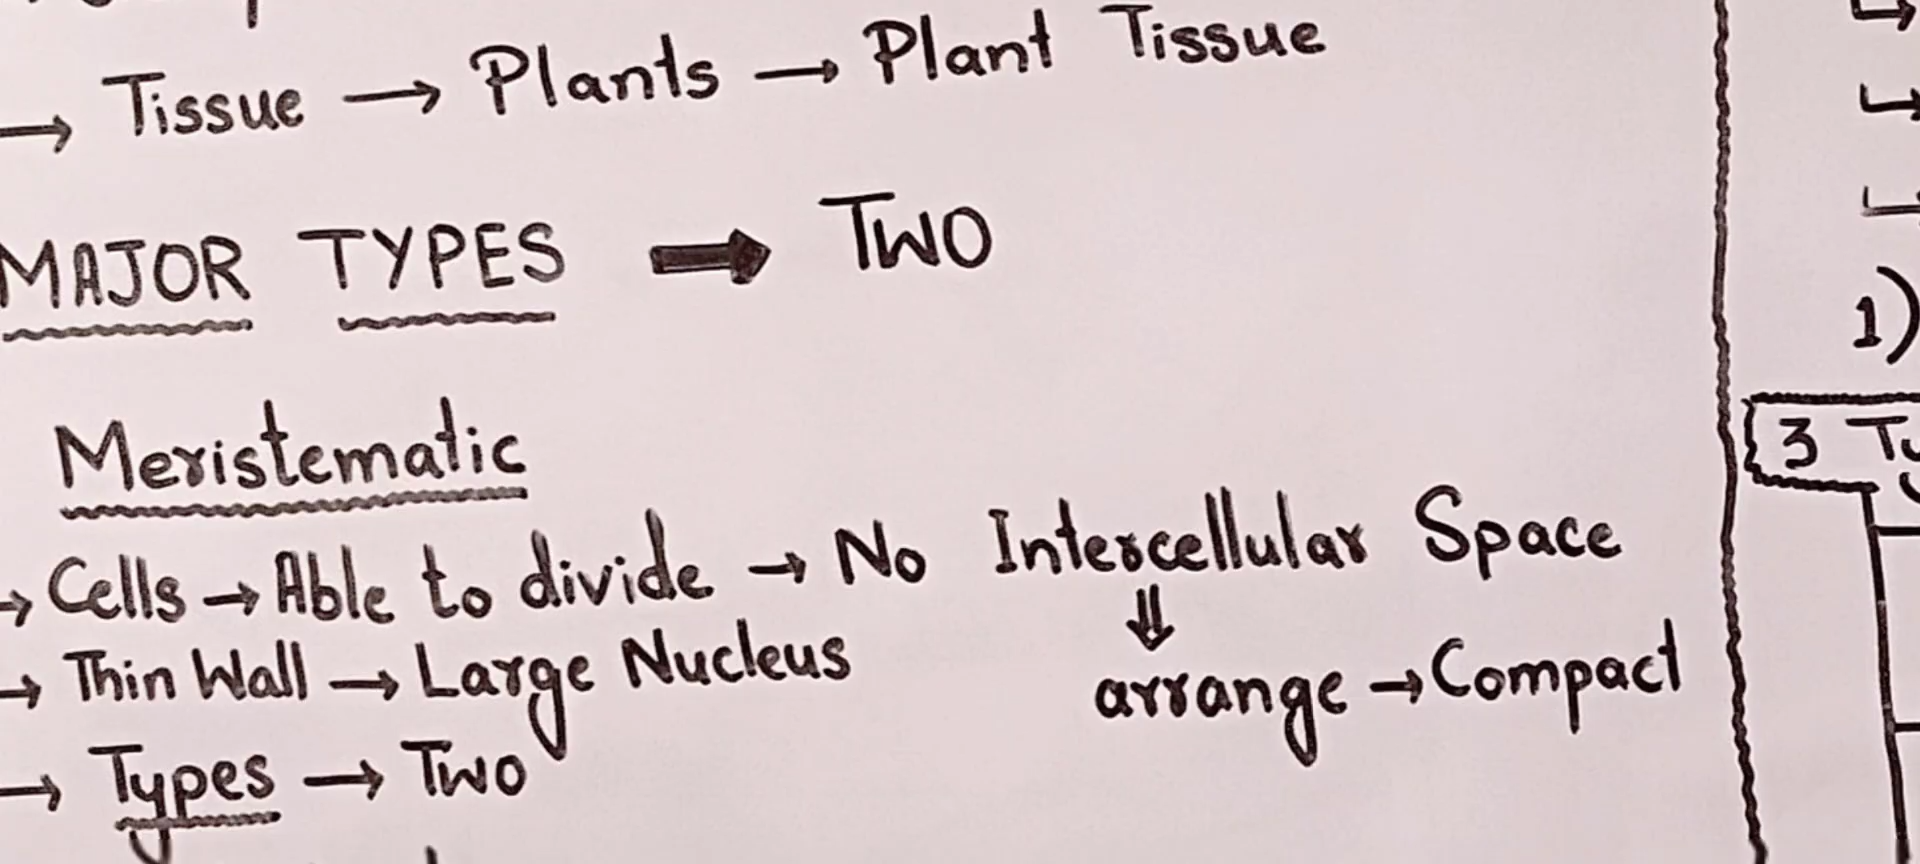 → Tissue → Plants → Plant Tissue
MAJOR TYPES ➡ TWO
Meristematic
→ Cells → Able to divide → No Intercellular Space
⇓
arrange → Compact
→ Thin Wall → Large Nucleus
→ Types → Two
1)
3